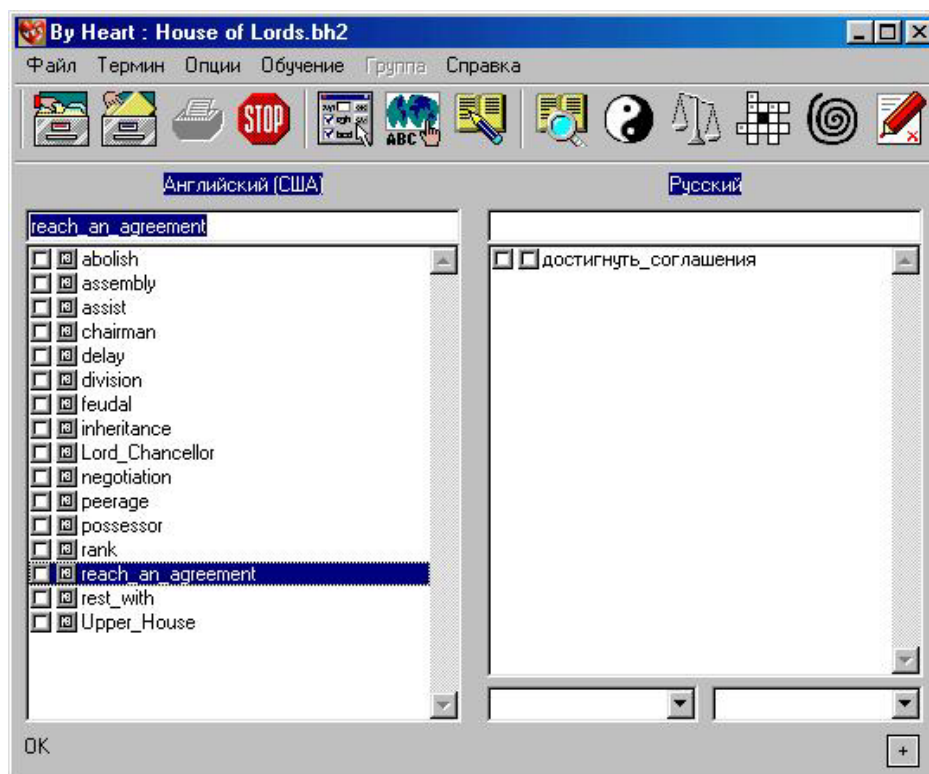 By Heart : House of Lords.bh2
Файл Термин Опции Обучение Группа Справка
STOP
ABC
Английский (США) Русский
reach_an_agreement
abolish
достигнуть_соглашения
assembly
assist
chairman
delay
division
feudal
inheritance
Lord_Chancellor
negotiation
peerage
possessor
rank
reach_an_agreement
rest_with
Upper_House
OK
+